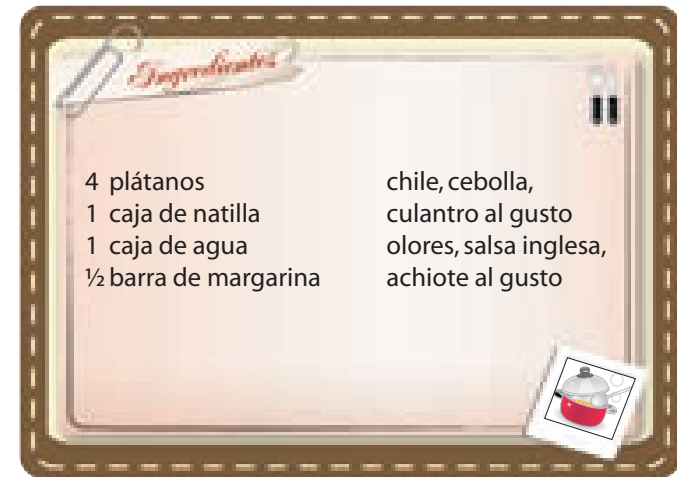 Ingredientes
4 plátanos
1 caja de natilla
1 caja de agua
½ barra de margarina
chile, cebolla,
culantro al gusto
olores, salsa inglesa,
achiote al gusto